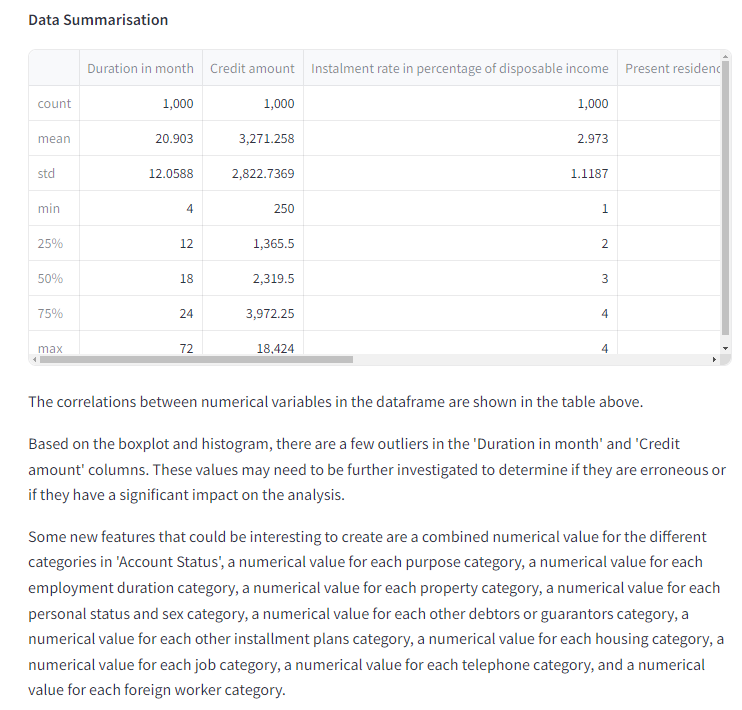 Data Summarisation
Duration in month Credit amount Instalment rate in percentage of disposable income Present residenc
count 1,000 1,000 1,000
mean 20.903 3,271.258 2.973
std 12.0588 2,822.7369 1.1187
min 4 250 1
25% 12 1,365.5 2
50% 18 2,319.5 3
75% 24 3,972.25 4
max 72 18,424 4
The correlations between numerical variables in the dataframe are shown in the table above.
Based on the boxplot and histogram, there are a few outliers in the 'Duration in month' and 'Credit
amount' columns. These values may need to be further investigated to determine if they are erroneous or
if they have a significant impact on the analysis.
Some new features that could be interesting to create are a combined numerical value for the different
categories in 'Account Status', a numerical value for each purpose category, a numerical value for each
employment duration category, a numerical value for each property category, a numerical value for each
personal status and sex category, a numerical value for each other debtors or guarantors category, a
numerical value for each other installment plans category, a numerical value for each housing category, a
numerical value for each job category, a numerical value for each telephone category, and a numerical
value for each foreign worker category.